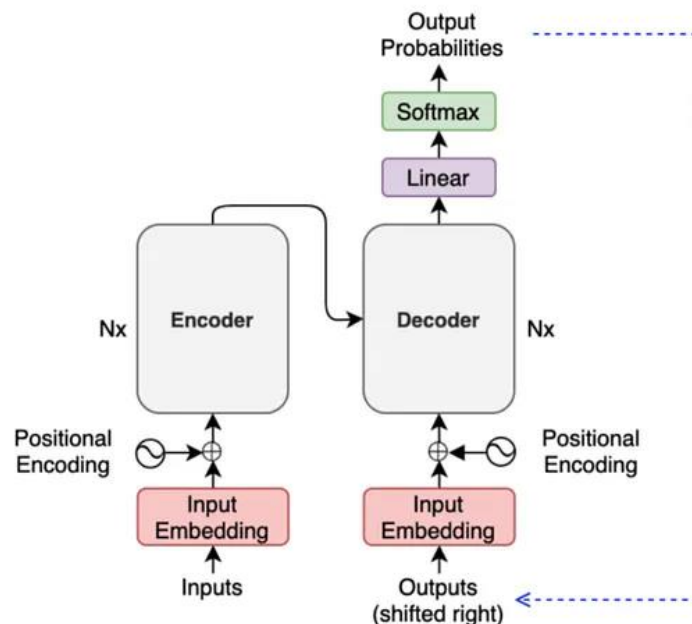 Output
Probabilities
Softmax
Linear
Encoder
Decoder
Nx
Nx
Positional
Encoding
Positional
Encoding
Input
Embedding
Input
Embedding
Inputs
Outputs
(shifted right)